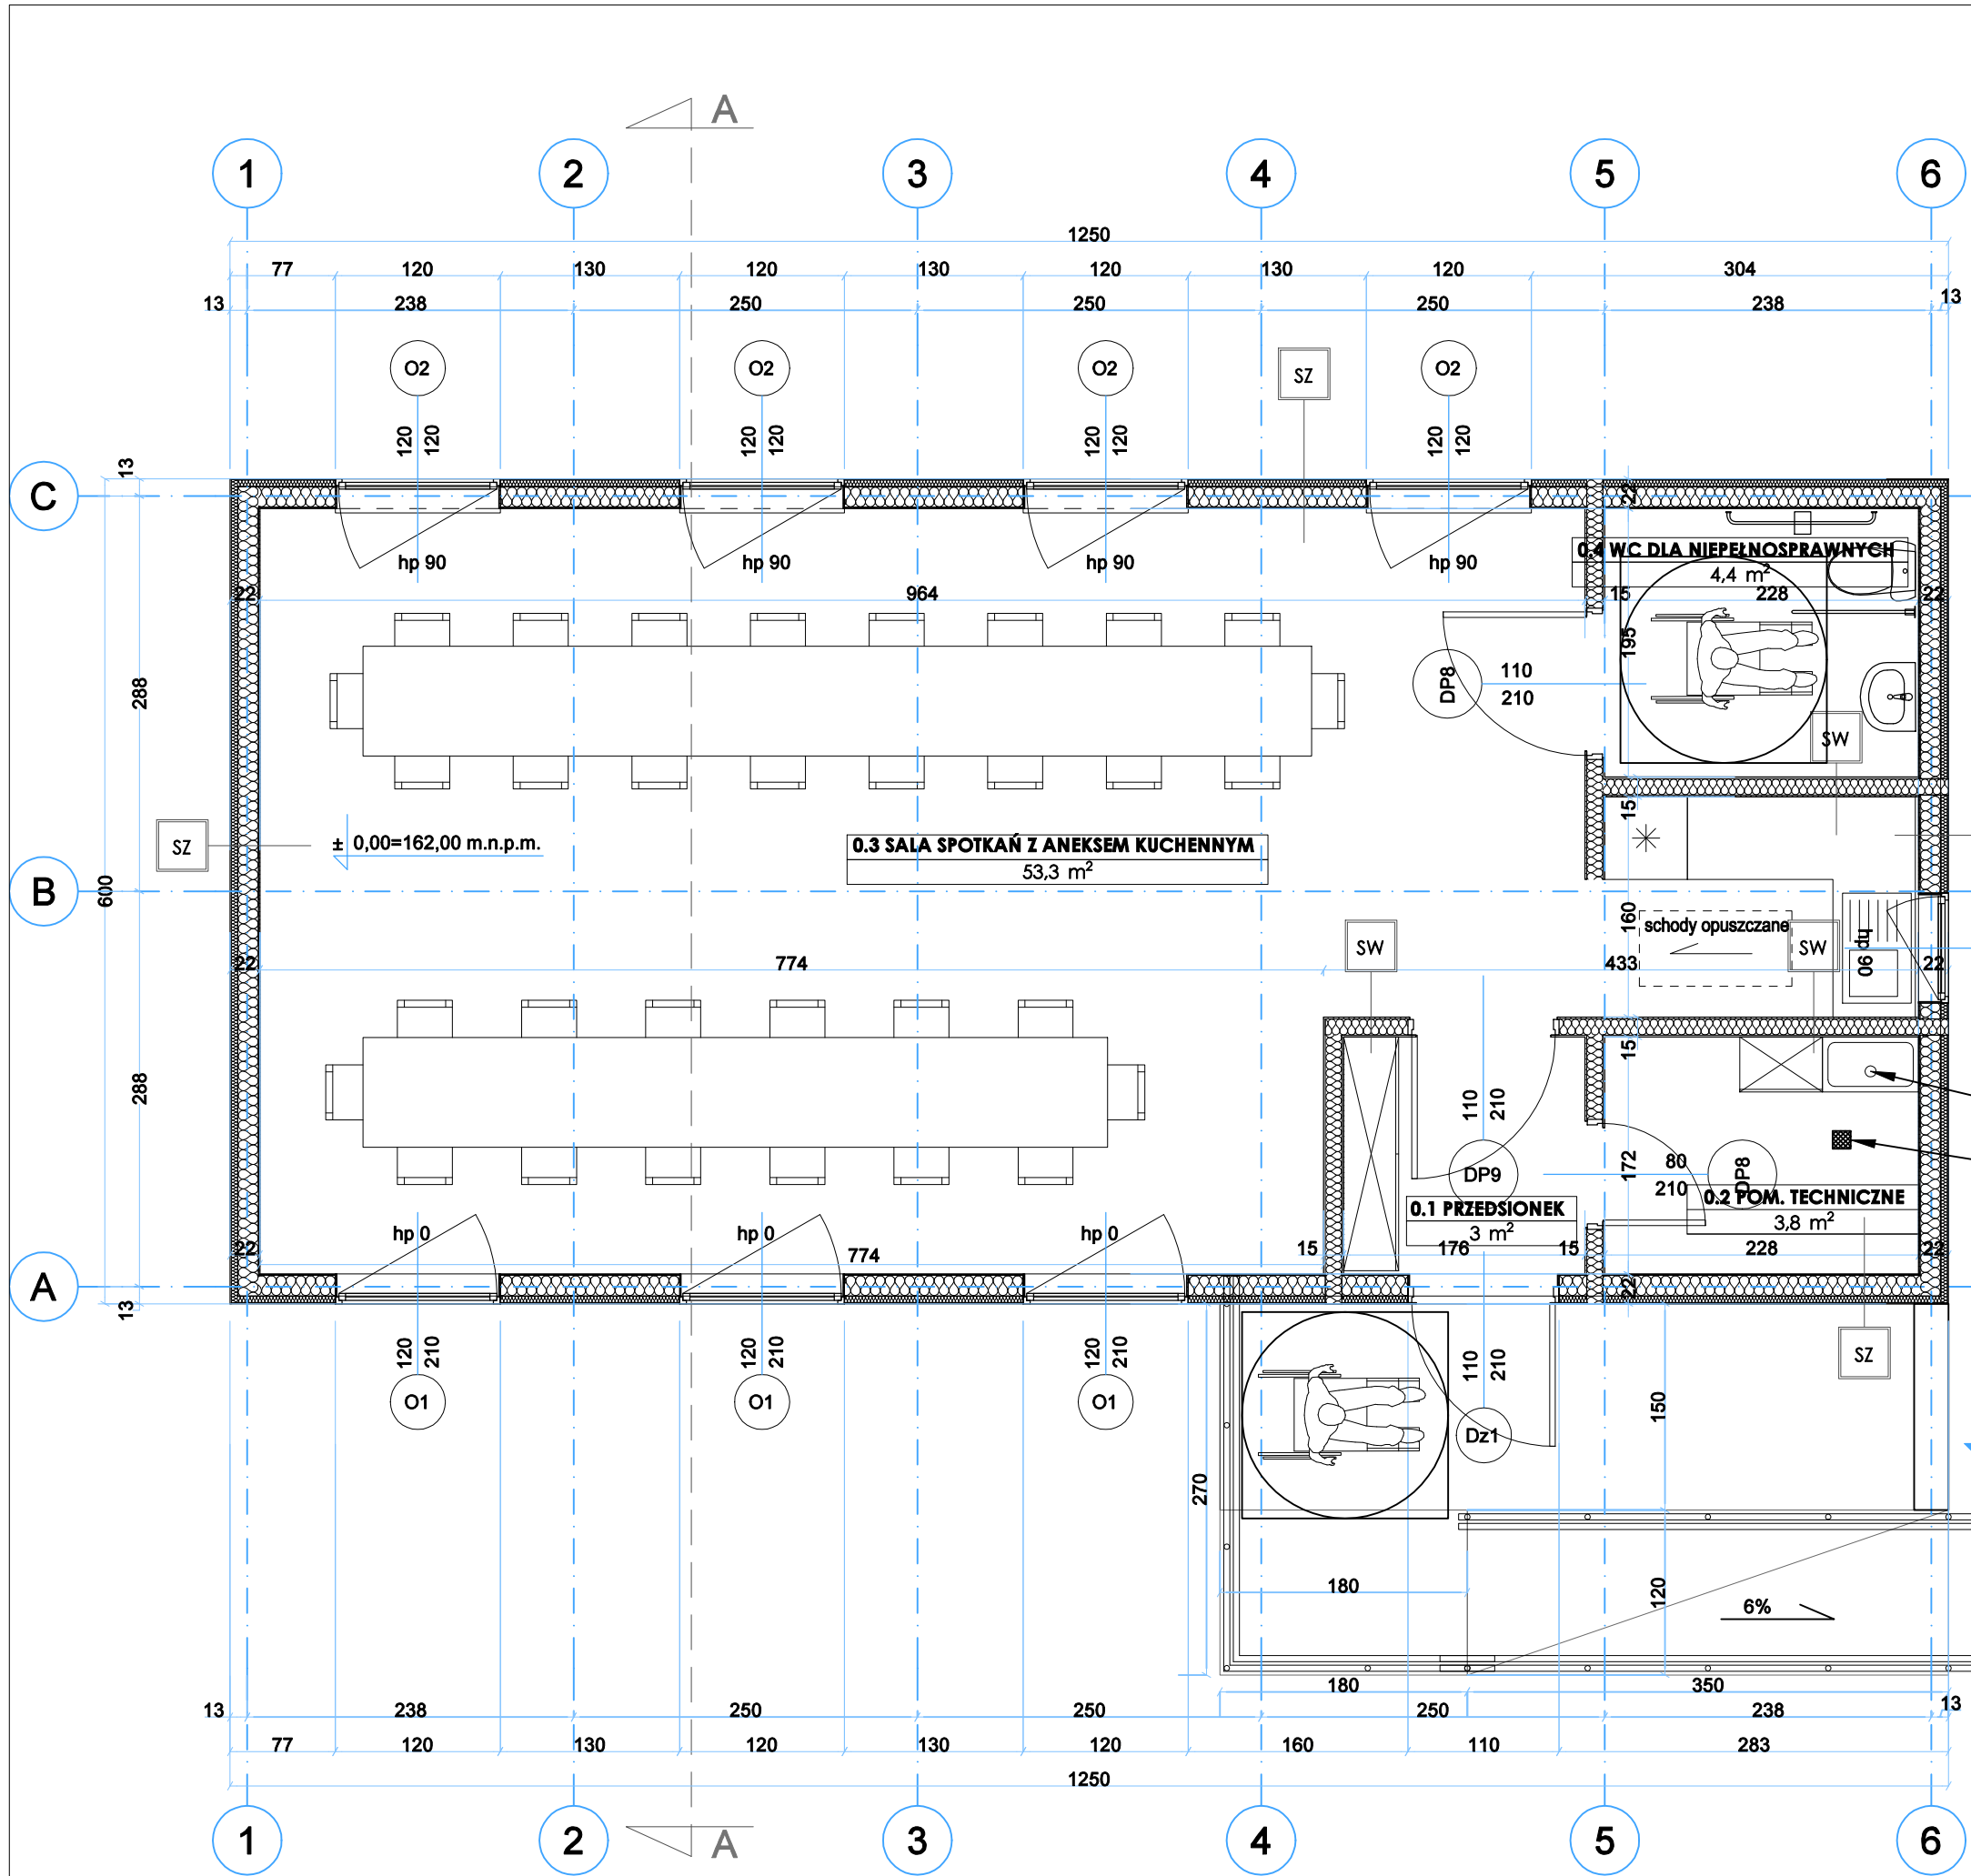 A
1 2 3 4 5 6
1250
77 120 130 120 130 120 130 120 304
13 238 250 250 250 238 13
O2 O2 O2 SZ O2
120 120 120 120 120 120 120 120
13
C
22
hp 90 hp 90 hp 90 hp 90
0.4 WC DLA NIEPEŁNOSPRAWNYCH
4,4 m²
22 964 15 228 22
195
288
DP8 110
210
SW
15
SZ
± 0,00=162,00 m.n.p.m.
0.3 SALA SPOTKAŃ Z ANEKSEM KUCHENNYM
53,3 m²
B
600
160
schody opuszczane
SW SW
hp 90
22 774 433 22
15
288
110 210
172
DP9
80
210
DP8
0.1 PRZEDSIONEK
3 m²
0.2 POM. TECHNICZNE
3,8 m²
hp 0 hp 0 hp 0
22 774 15 176 15 228 22
A
22
13
120 210 120 210 120 210 110 210
SZ
O1 O1 O1 Dz1
150
270
180
120
6%
180 350
13 238 250 250 250 238 13
77 120 130 120 130 120 160 110 283
1250
1 2 3 4 5 6
A